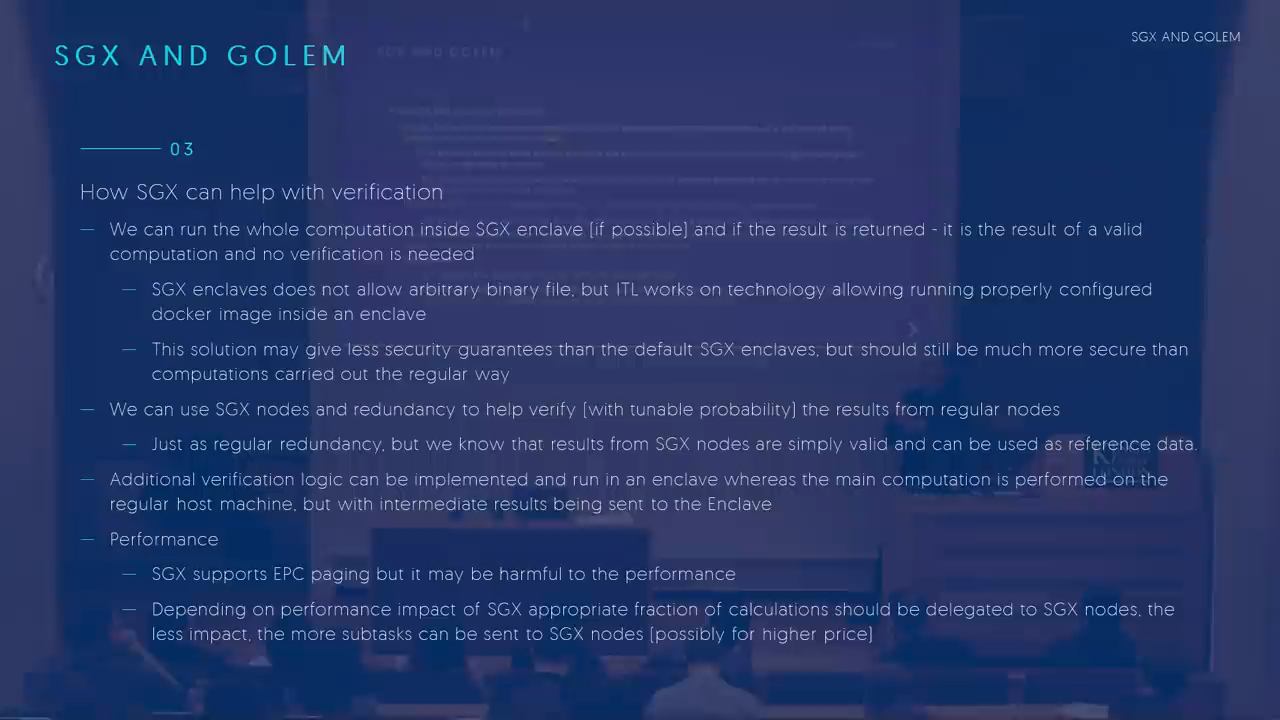 SGX AND GOLEM
SGX AND GOLEM
03
How SGX can help with verification
— We can run the whole computation inside SGX enclave (if possible) and if the result is returned - it is the result of a valid
computation and no verification is needed
— SGX enclaves does not allow arbitrary binary file, but ITL works on technology allowing running properly configured
docker image inside an enclave
— This solution may give less security guarantees than the default SGX enclaves, but should still be much more secure than
computations carried out the regular way
— We can use SGX nodes and redundancy to help verify (with tunable probability) the results from regular nodes
— Just as regular redundancy, but we know that results from SGX nodes are simply valid and can be used as reference data.
— Additional verification logic can be implemented and run in an enclave whereas the main computation is performed on the
regular host machine, but with intermediate results being sent to the Enclave
— Performance
— SGX supports EPC paging but it may be harmful to the performance
— Depending on performance impact of SGX appropriate fraction of calculations should be delegated to SGX nodes, the
less impact, the more subtasks can be sent to SGX nodes (possibly for higher price)